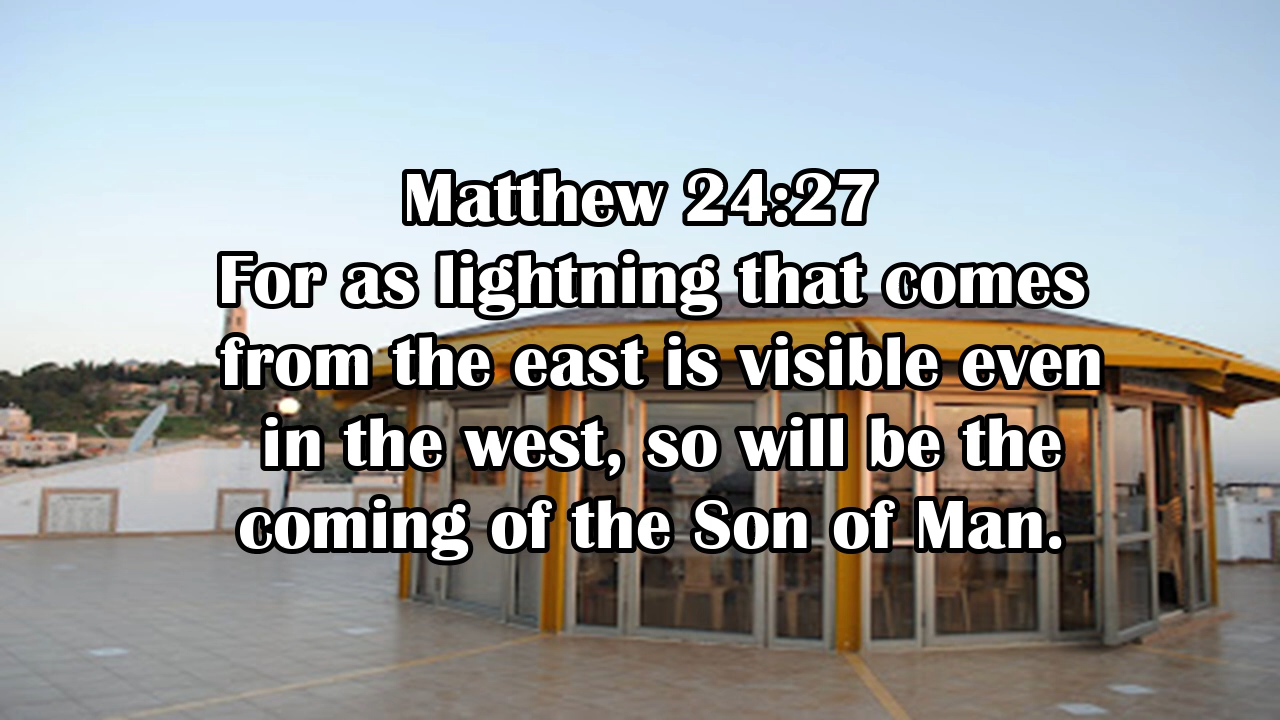 Matthew 24:27
For as lightning that comes
from the east is visible even
in the west, so will be the
coming of the Son of Man.